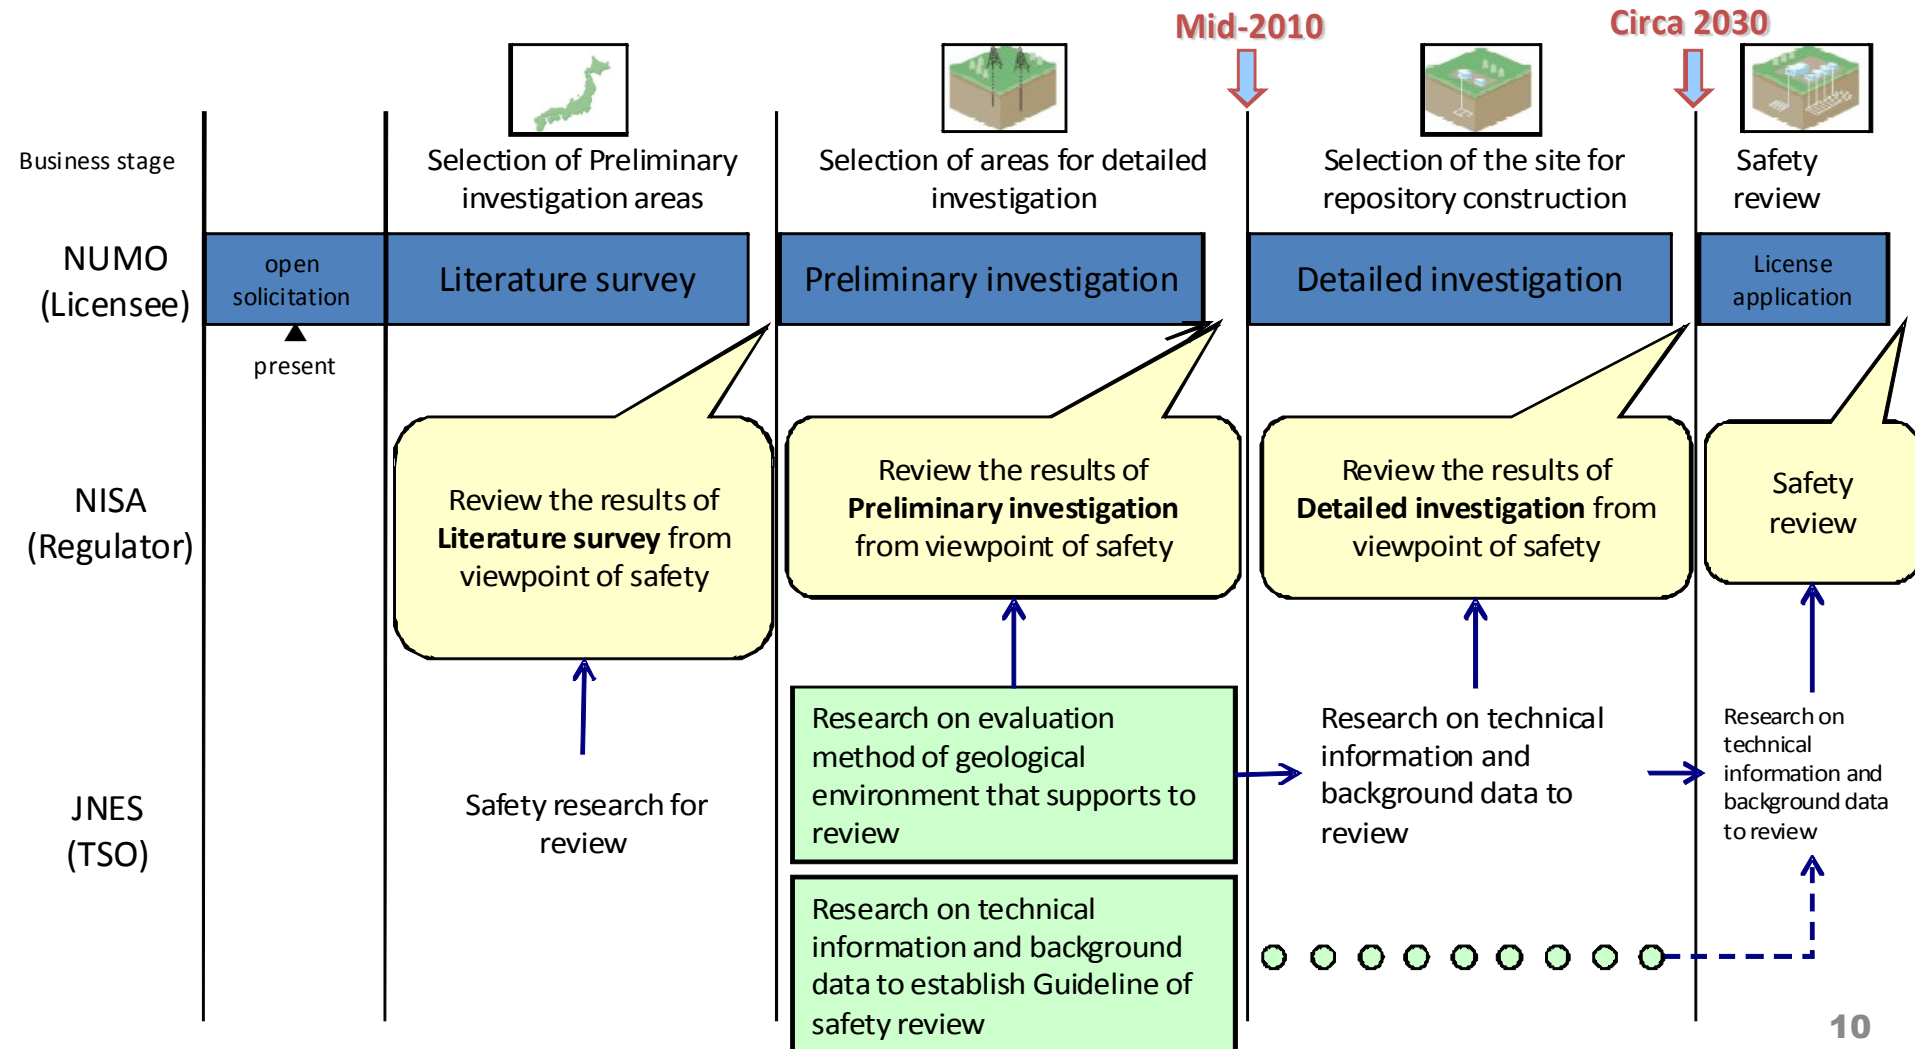 Mid-2010
Circa 2030
Business stage
Selection of Preliminary
investigation areas
Selection of areas for detailed
investigation
Selection of the site for
repository construction
Safety
review
NUMO
(Licensee)
open
solicitation
Literature survey
Preliminary investigation
Detailed investigation
License
application
present
NISA
(Regulator)
Review the results of
Literature survey from
viewpoint of safety
Review the results of
Preliminary investigation
from viewpoint of safety
Review the results of
Detailed investigation from
viewpoint of safety
Safety
review
JNES
(TSO)
Safety research for
review
Research on evaluation
method of geological
environment that supports to
review
Research on technical
information and
background data to
review
Research on
technical
information and
background data
to review
Research on technical
information and background
data to establish Guideline of
safety review
10